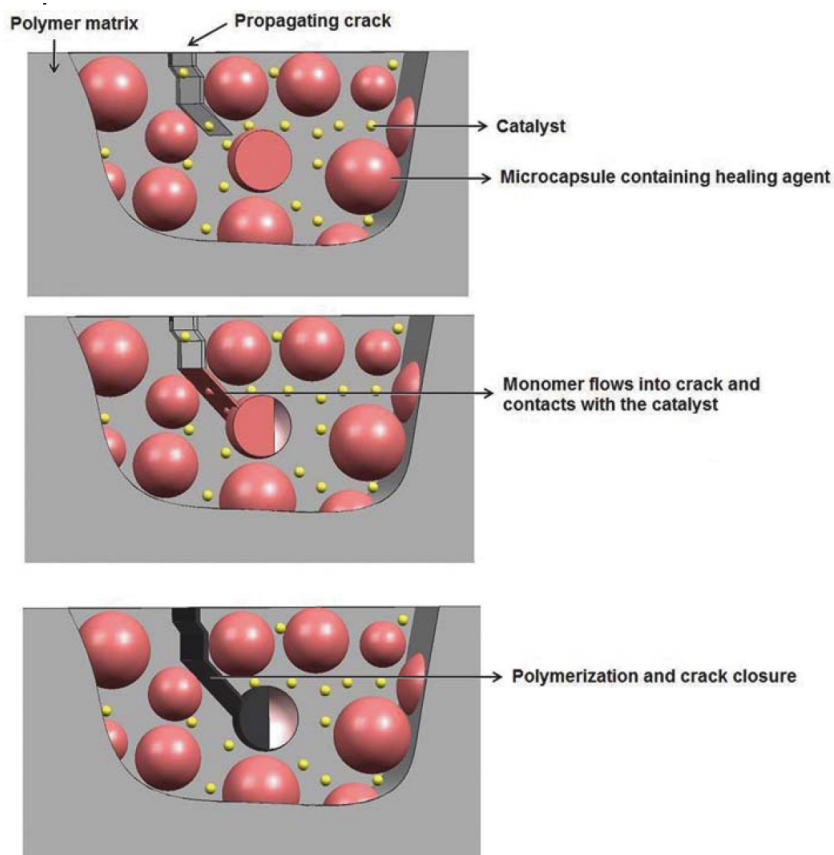 Polymer matrix
Propagating crack
Catalyst
Microcapsule containing healing agent
Monomer flows into crack and
contacts with the catalyst
Polymerization and crack closure